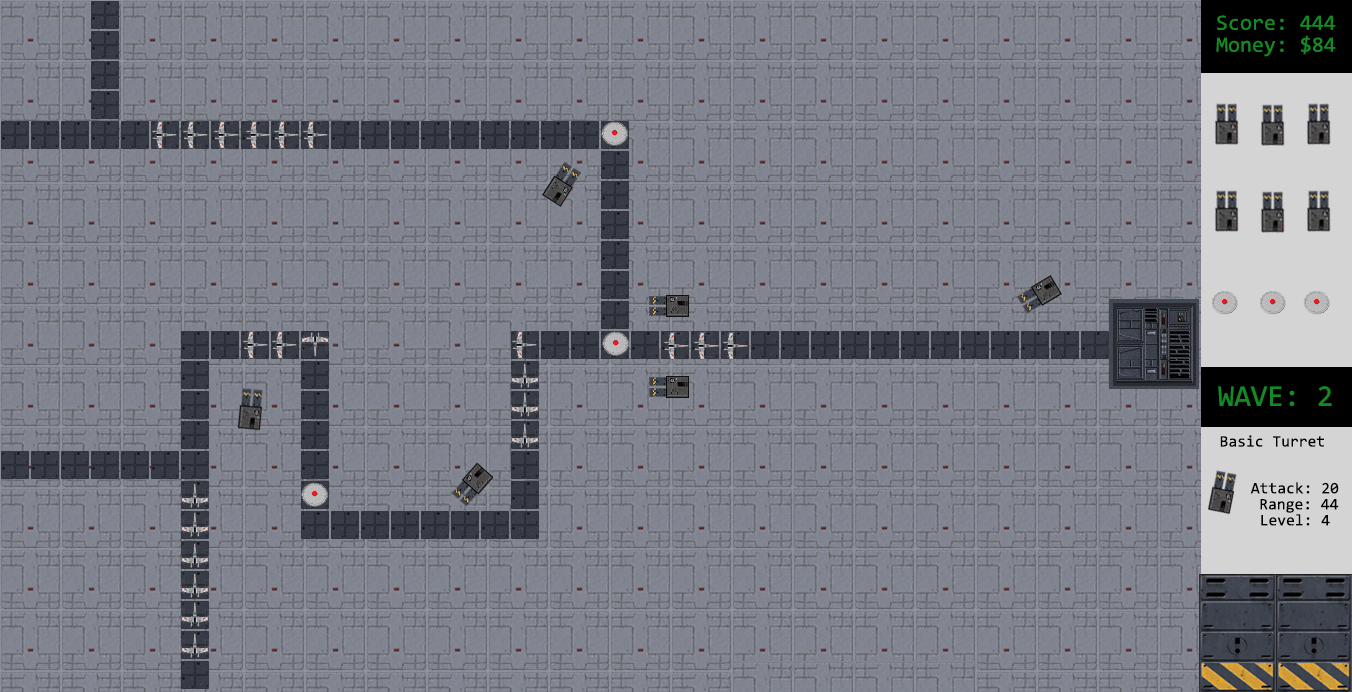 Score: 444
Money: $84
WAVE: 2
Basic Turret
Attack: 20
Range: 44
Level: 4